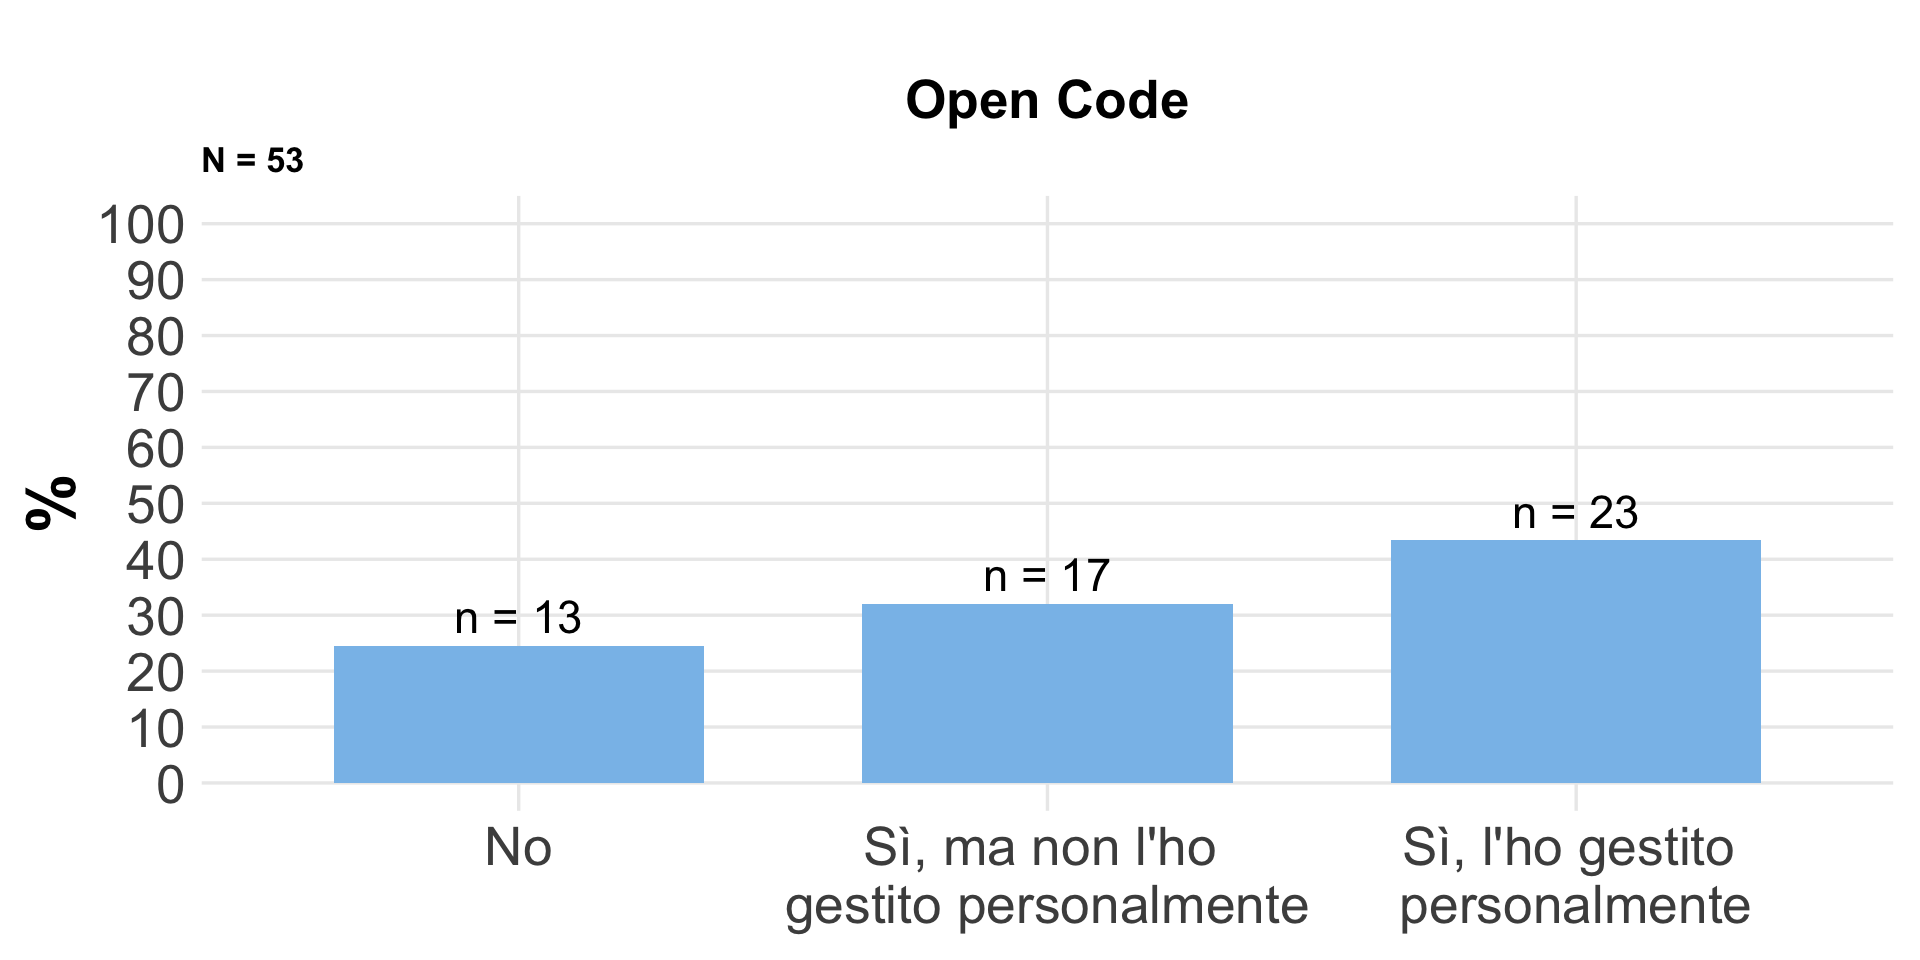 Open Code
N = 53
100
90
80
70
60
50
40
30
20
10
0
%
n = 13
n = 17
n = 23
No
Sì, ma non l'ho
gestito personalmente
Sì, l'ho gestito
personalmente